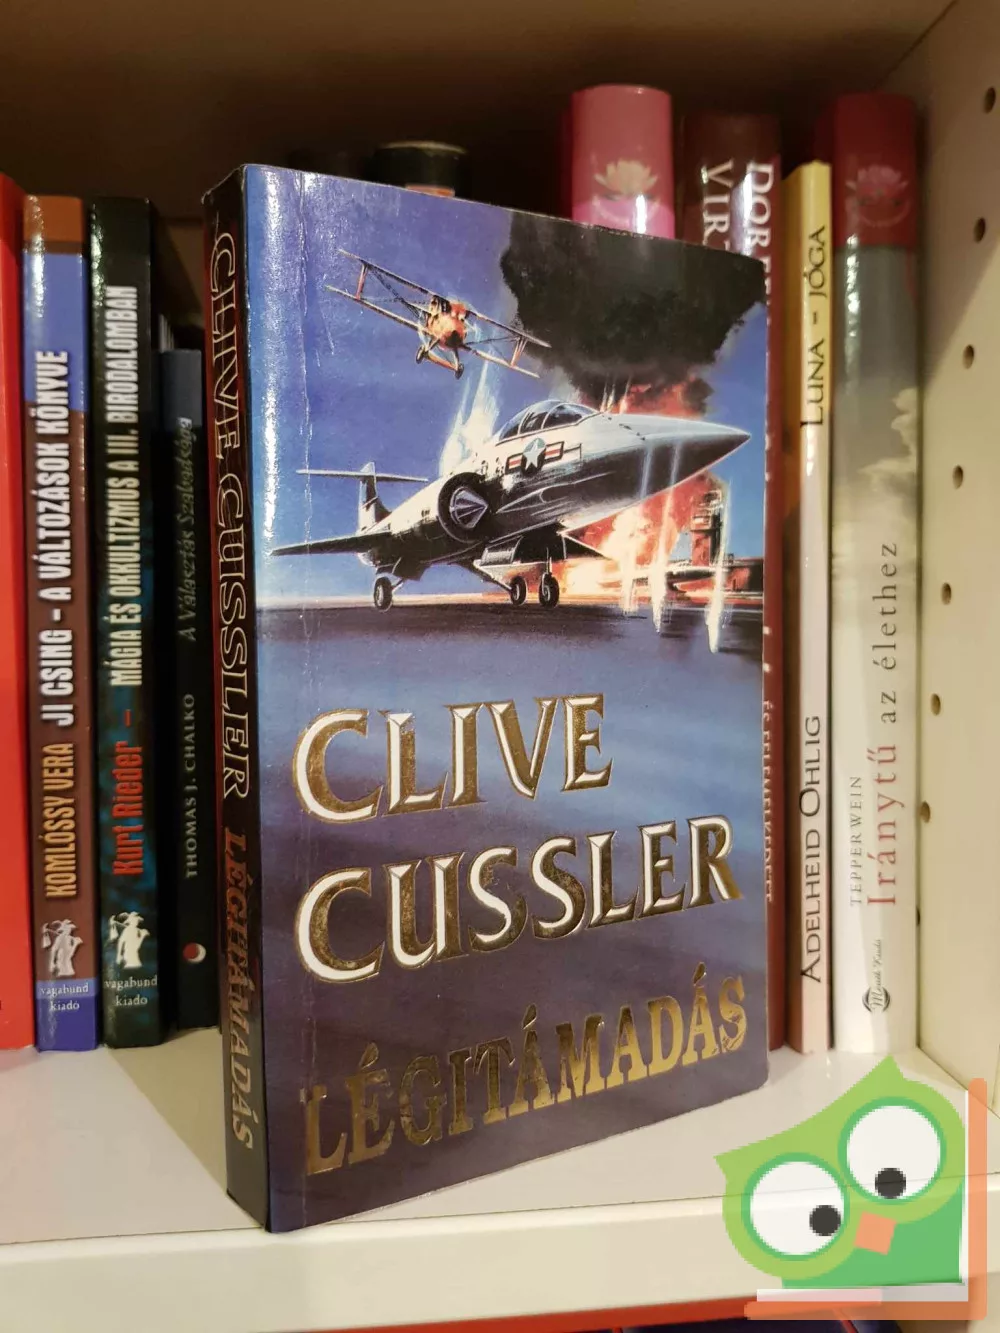 KOMLÓSSY VERA JI CSING - A VÁLTOZÁSOK KÖNYVE
vagabund
kiadó
Kurt Rieder - MÁGIA ÉS OKKULTIZMUS A III. BIRODALOMBAN
vagabund
kiadó
THOMAS J. CHALKO A Választás Szabadsága
CLIVE CUSSLER LÉGITÁMADÁS
CLIVE
CUSSLER
LÉGITÁMADÁS
ADELHEID OHLIG LUNA - JÓGA
TEPPERWEIN
Iránytű az élethez